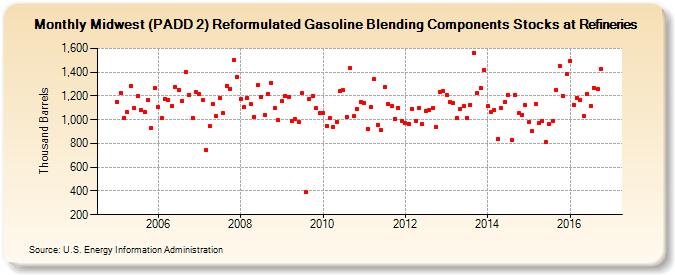 Monthly Midwest (PADD 2) Reformulated Gasoline Blending Components Stocks at Refineries
Thousand Barrels
1,600
1,400
1,200
1,000
800
600
400
200
2006 2008 2010 2012 2014 2016
Source: U.S. Energy Information Administration